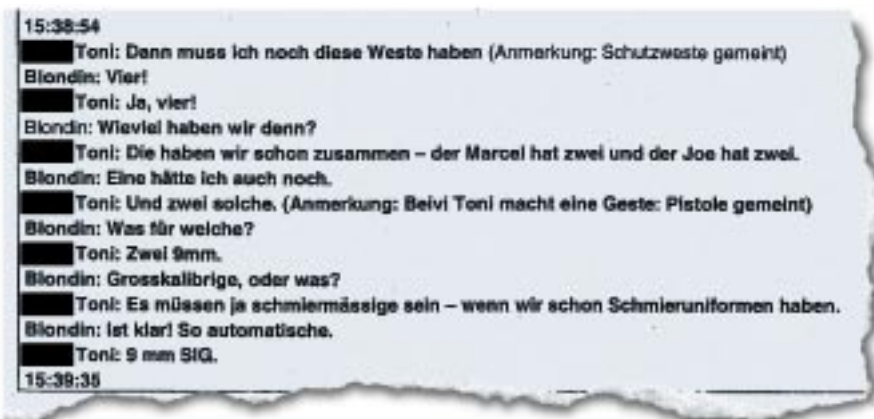 15:38:54
Toni: Dann muss ich noch diese Weste haben (Anmerkung: Schutzweste gemeint)
Blondin: Vier!
Toni: Ja, vier!
Blondin: Wieviel haben wir denn?
Toni: Die haben wir schon zusammen – der Marcel hat zwei und der Joe hat zwei.
Blondin: Eine hätte ich auch noch.
Toni: Und zwei solche. (Anmerkung: Beivi Toni macht eine Geste: Pistole gemeint)
Blondin: Was für welche?
Toni: Zwei 9mm.
Blondin: Grosskalibrige, oder was?
Toni: Es müssen ja schmiermässige sein – wenn wir schon Schmieruniformen haben.
Blondin: Ist klar! So automatische.
Toni: 9 mm SIG.
15:39:35